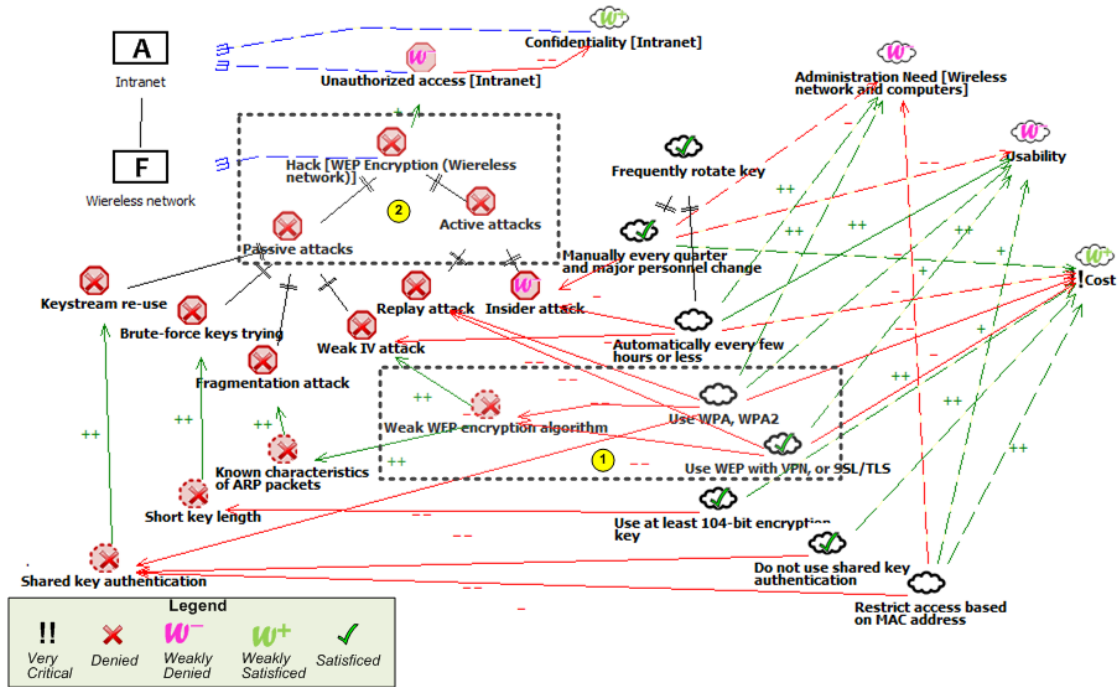 A
Intranet
F
Wiereless network
Confidentiality [Intranet]
Unauthorized access [Intranet]
Administration Need [Wireless
network and computers]
Usability
Hack [WEP Encryption (Wiereless
network)]
Frequently rotate key
2
Active attacks
Passive attacks
Manually every quarter
and major personnel change
!Cost
Keystream re-use
Replay attack
Insider attack
Brute-force keys trying
Weak IV attack
Automatically every few
hours or less
Fragmentation attack
Use WPA, WPA2
Weak WEP encryption algorithm
1
Use WEP with VPN, or SSL/TLS
Known characteristics
of ARP packets
Short key length
Use at least 104-bit encryption
key
Do not use shared key
authentication
Shared key authentication
Restrict access based
on MAC address
Legend
!! W- W+
Very
Critical
Denied
Weakly
Denied
Weakly
Satisficed
Satisficed